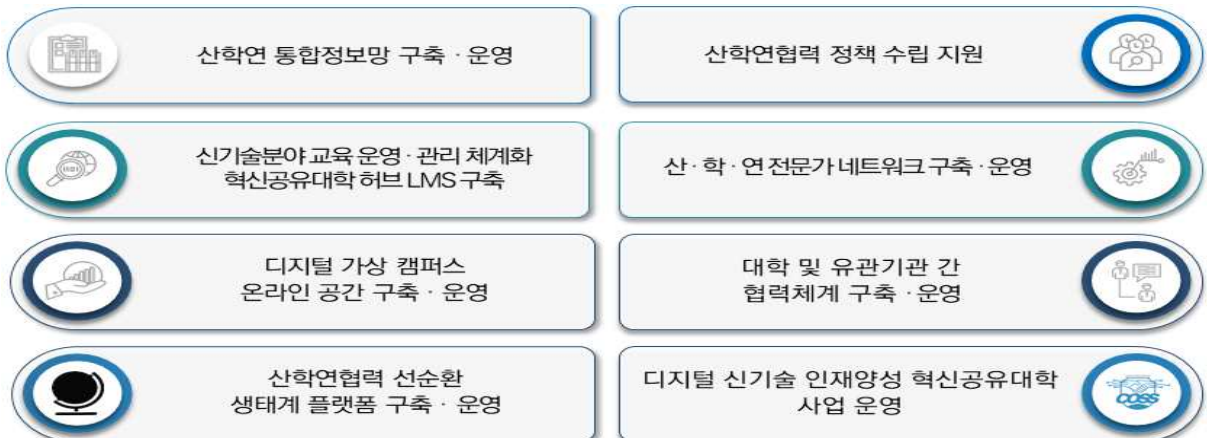 산학연 통합정보망 구축 · 운영
산학연협력 정책 수립 지원
신기술분야 교육 운영·관리 체계화
혁신공유대학 허브 LMS 구축
산·학·연 전문가 네트워크 구축·운영
디지털 가상 캠퍼스
온라인 공간 구축 · 운영
대학 및 유관기관 간
협력체계 구축 · 운영
산학연협력 선순환
생태계 플랫폼 구축 · 운영
디지털 신기술 인재양성 혁신공유대학
사업 운영
COSS